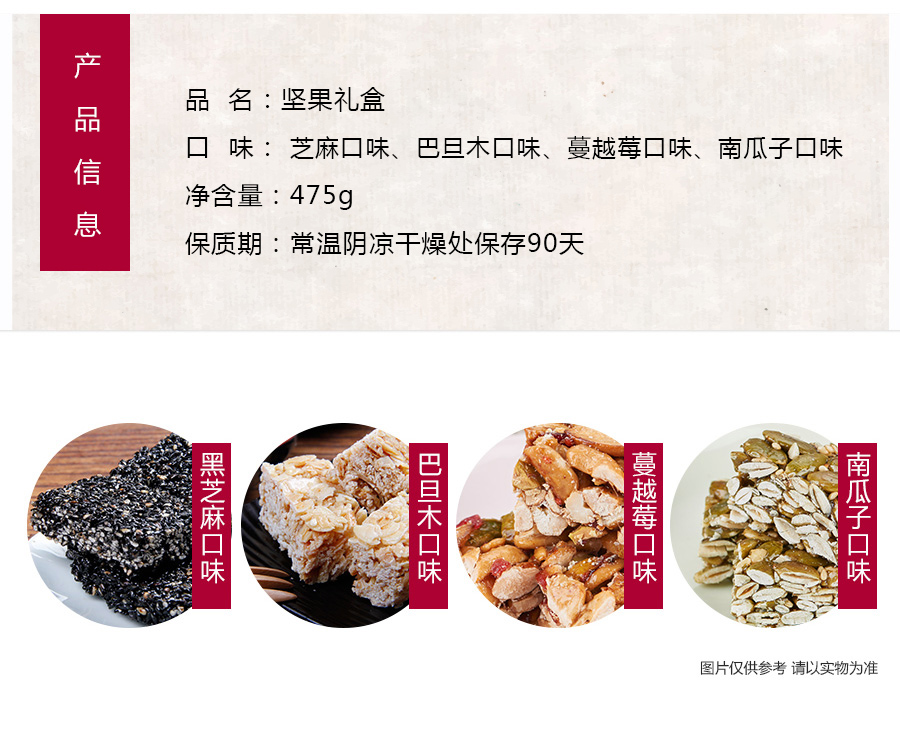 产品信息
品 名：坚果礼盒
口 味： 芝麻口味、巴旦木口味、蔓越莓口味、南瓜子口味
净含量：475g
保质期：常温阴凉干燥处保存90天
黑芝麻口味
巴旦木口味
蔓越莓口味
南瓜子口味
图片仅供参考 请以实物为准